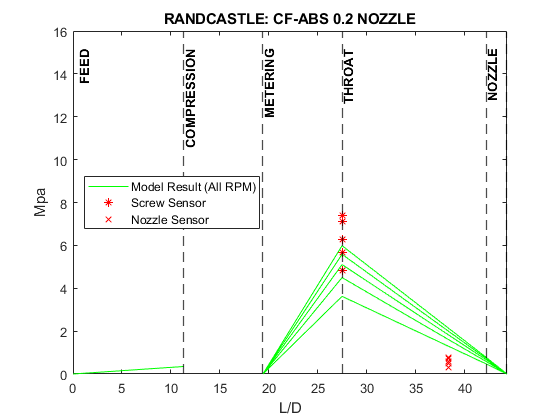 RANDCASTLE: CF-ABS 0.2 NOZZLE
16
14
12
10
8
6
4
2
0
Mpa
FEED
COMPRESSION
METERING
THROAT
NOZZLE
Model Result (All RPM)
Screw Sensor
Nozzle Sensor
0 5 10 15 20 25 30 35 40
L/D